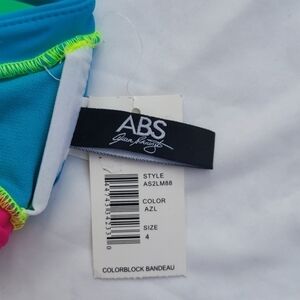 ABS
STYLE
AS2LM88
COLOR
AZL
SIZE
4
COLORBLOCK BANDEAU